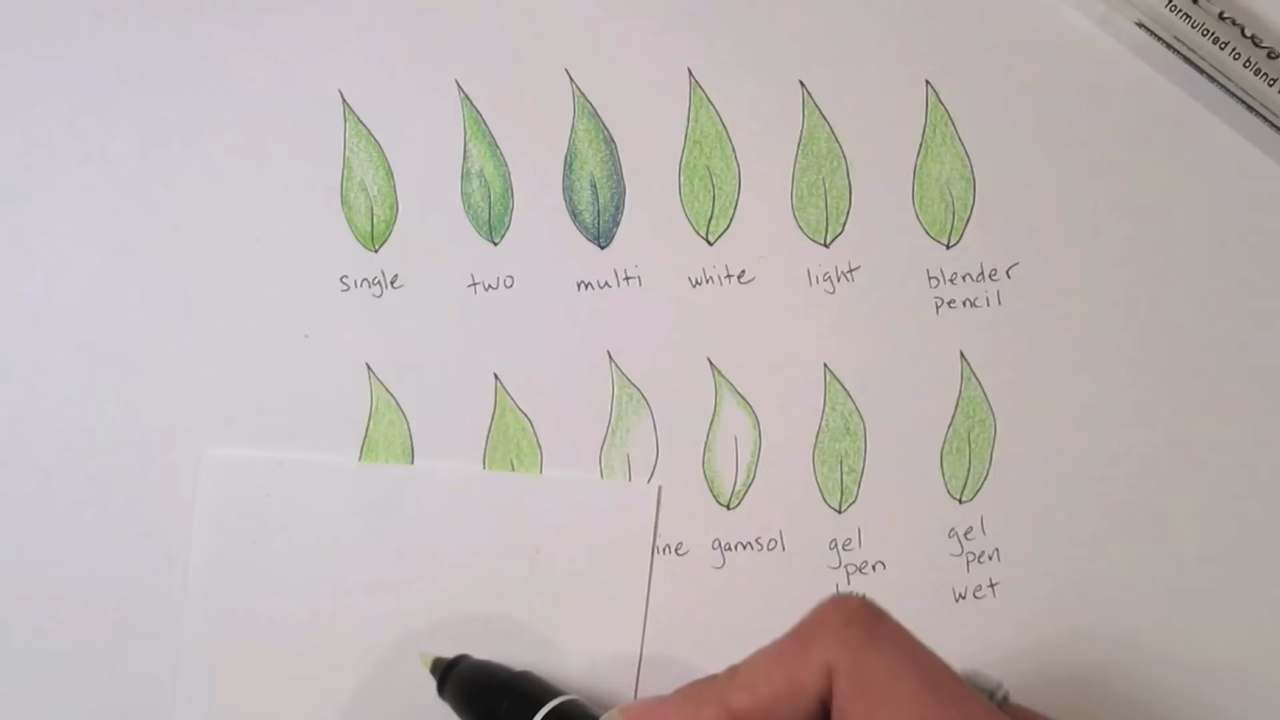 formulated to blend
single two multi white light blender
pencil
ine gamsol gel gel
pen pen
wet